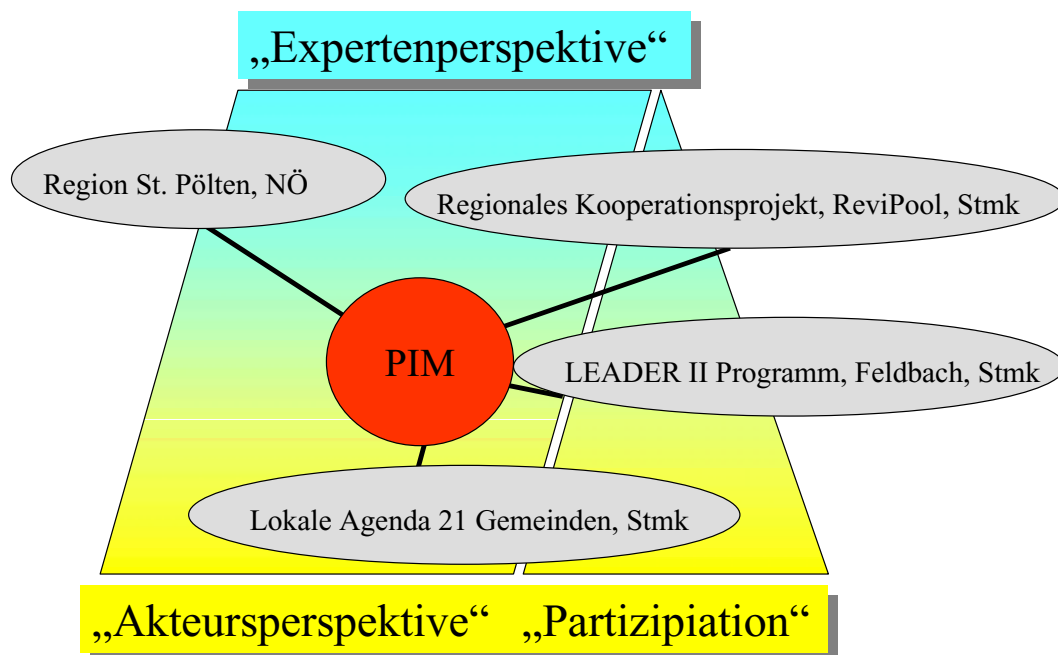 „Expertenperspektive“
Region St. Pölten, NÖ
Regionales Kooperationsprojekt, ReviPool, Stmk
PIM
LEADER II Programm, Feldbach, Stmk
Lokale Agenda 21 Gemeinden, Stmk
„Akteursperspektive“ „Partizipiation“